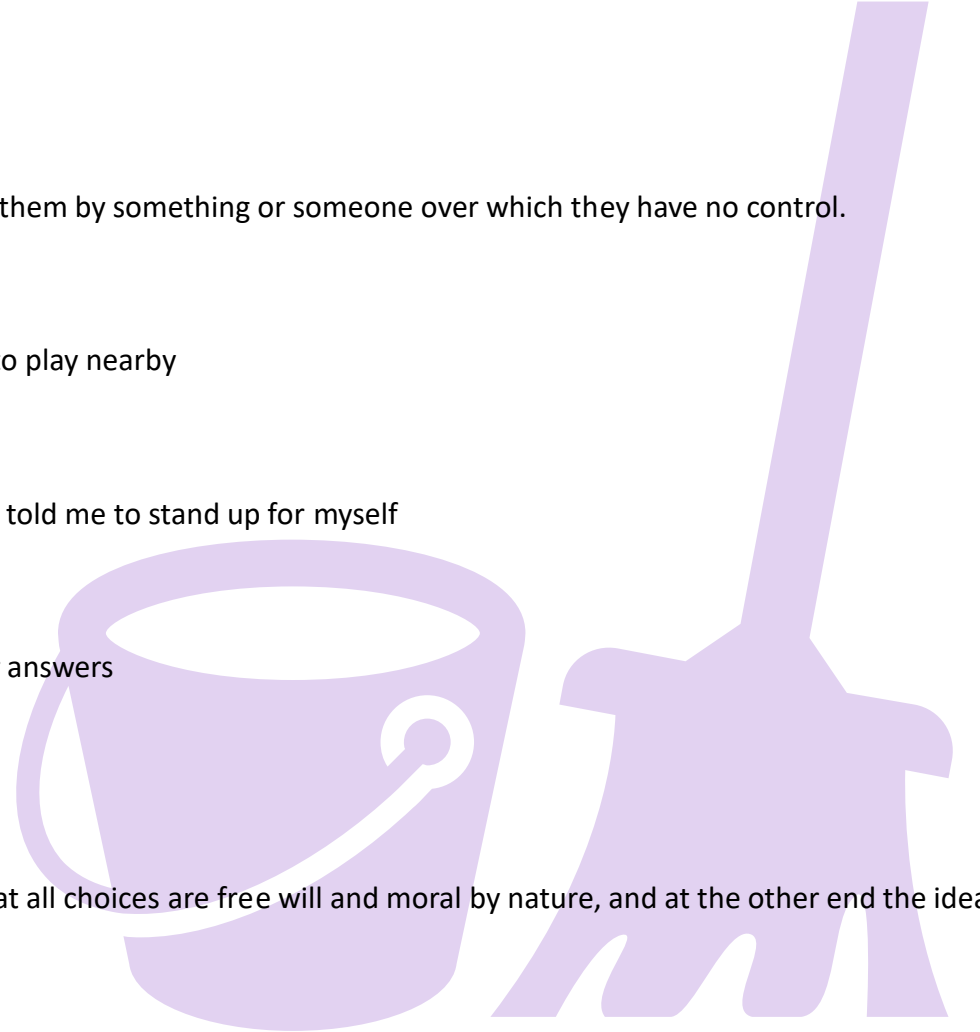 them by something or someone over which they have no control.
to play nearby
told me to stand up for myself
answers
at all choices are free will and moral by nature, and at the other end the idea